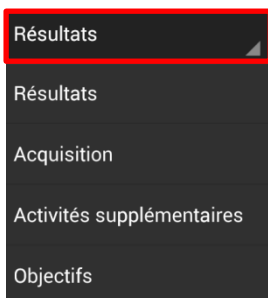 Résultats
Résultats
Acquisition
Activités supplémentaires
Objectifs